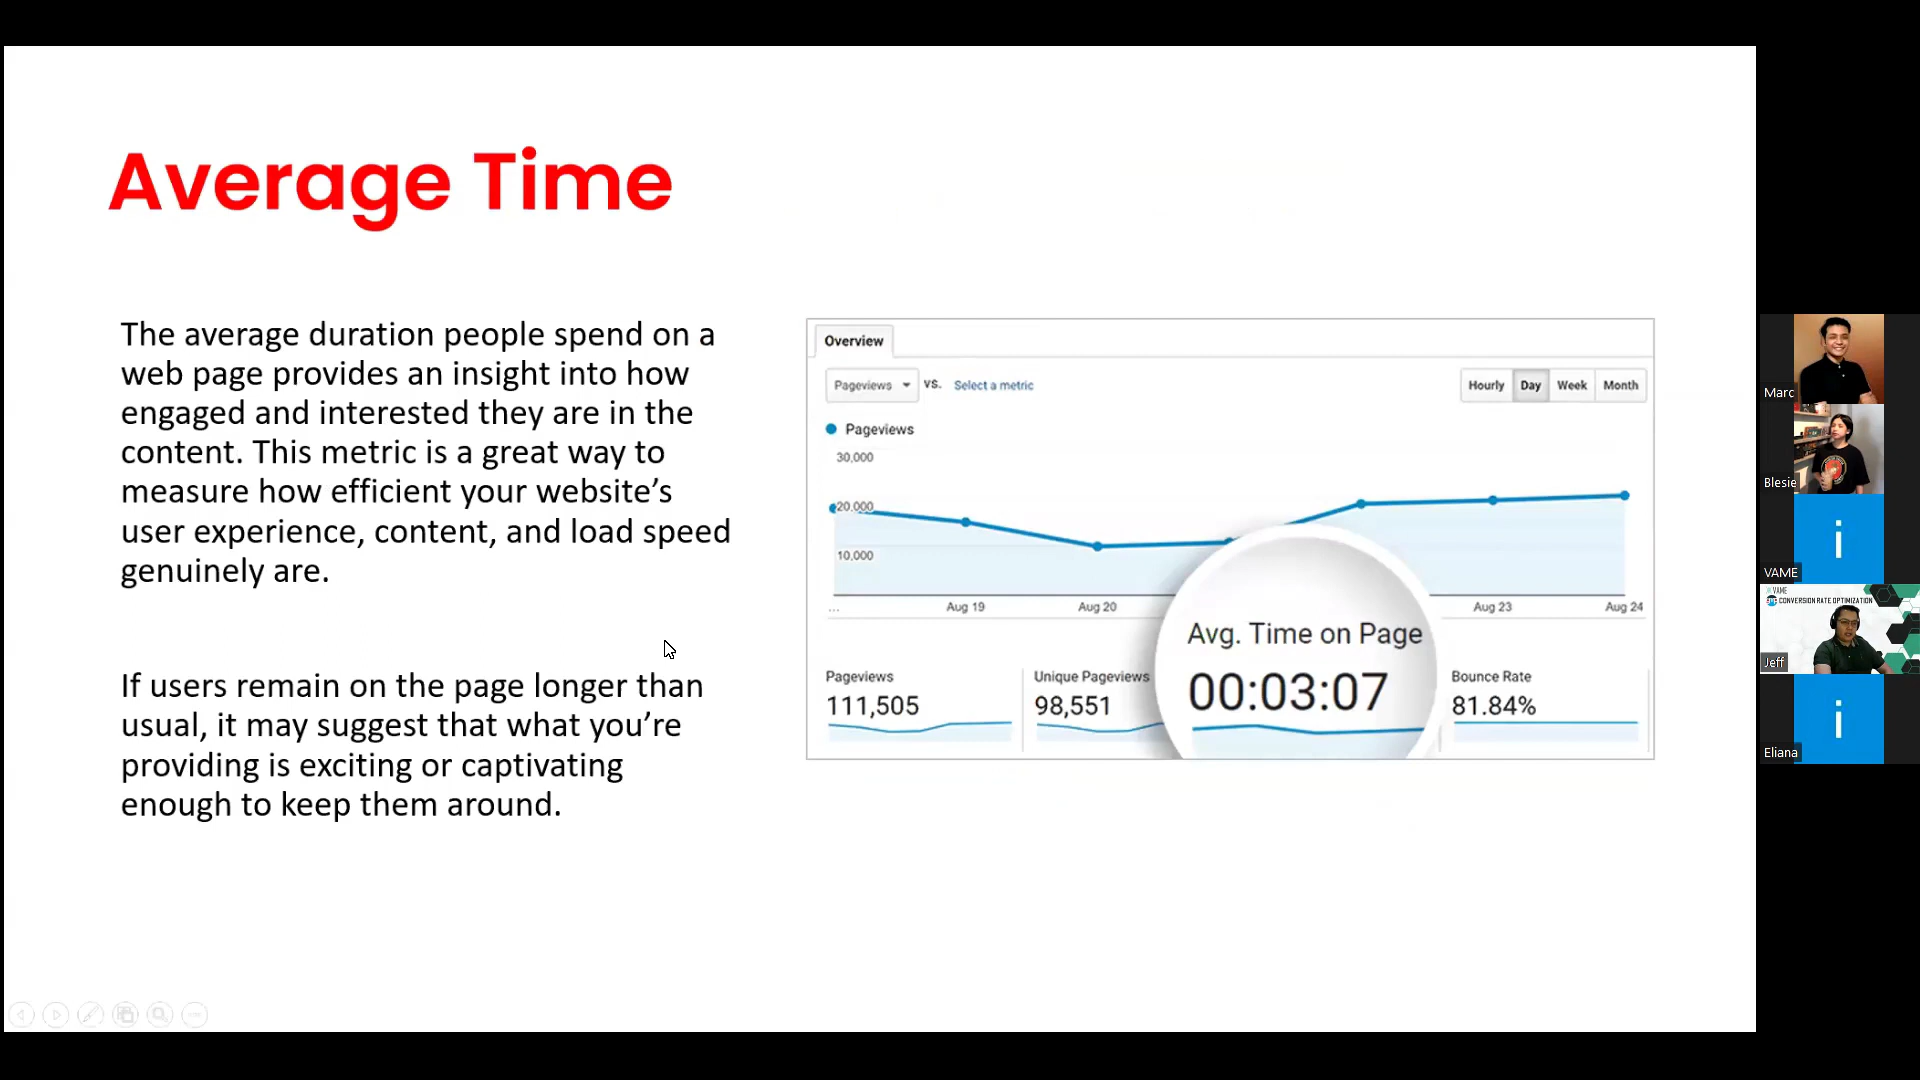 Average Time
The average duration people spend on a
web page provides an insight into how
engaged and interested they are in the
content. This metric is a great way to
measure how efficient your website’s
user experience, content, and load speed
genuinely are.
If users remain on the page longer than
usual, it may suggest that what you’re
providing is exciting or captivating
enough to keep them around.
Overview
Pageviews VS. Select a metric
Hourly Day Week Month
Pageviews
30,000
20,000
10,000
... Aug 19 Aug 20 Aug 23 Aug 24
Pageviews
111,505
Unique Pageviews
98,551
Avg. Time on Page
00:03:07
Bounce Rate
81.84%
Marc
Blesie
i
VAME
VAME
CONVERSION RATE OPTIMIZATION
Jeff
i
Eliana